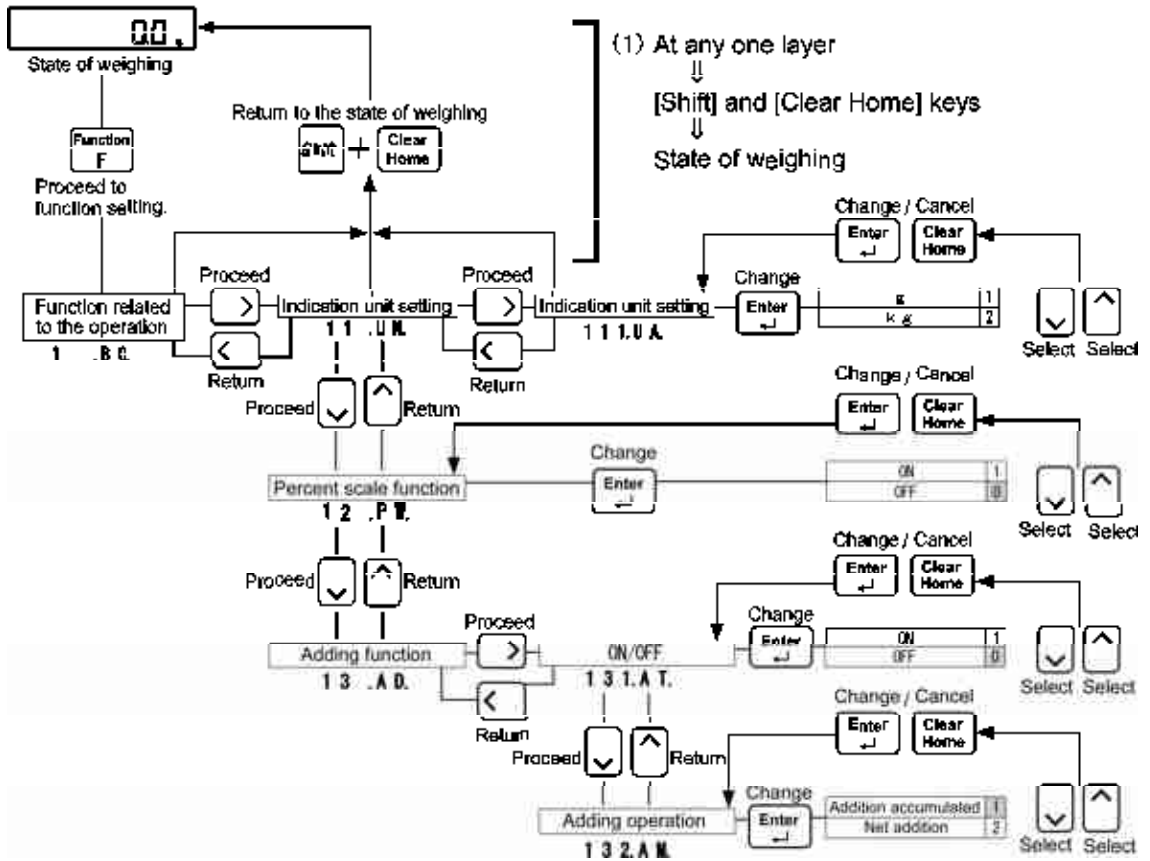 0.0
State of weighing
Function
F
Proceed to
function setting.
Return to the state of weighing
Shift + Clear Home
(1) At any one layer
⇓
[Shift] and [Clear Home] keys
⇓
State of weighing
Function related
to the operation
1 .B G.
Proceed
>
<
Return
Indication unit setting
1 1 .U N.
Proceed
>
<
Return
Indication unit setting
1 1 1.U A.
Change
Enter
Change / Cancel
Enter
Clear Home
g 1
k g 2
Select Select
Proceed
Return
Percent scale function
1 2 .P W.
Change
Enter
Change / Cancel
Enter
Clear Home
ON 1
OFF 0
Select Select
Proceed
Return
Adding function
1 3 .A D.
Proceed
>
<
Return
ON/OFF
1 3 1.A T.
Change
Enter
Change / Cancel
Enter
Clear Home
ON 1
OFF 0
Select Select
Proceed
Return
Adding operation
1 3 2.A M.
Change
Enter
Change / Cancel
Enter
Clear Home
Addition accumulated 1
Net addition 2
Select Select